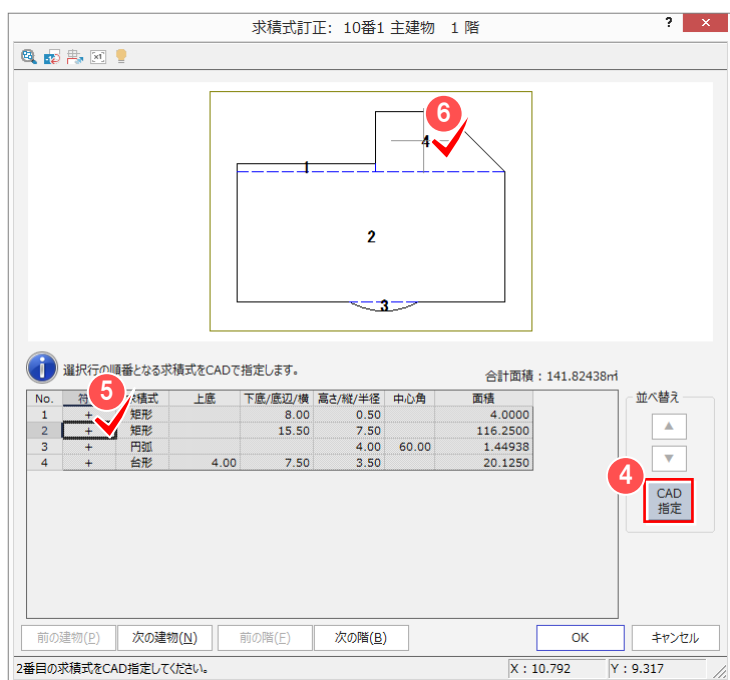 求積式訂正: 10番1 主建物 1 階 ? ×
x1
6
4
1
2
3
選択行の順番となる求積式をCADで指定します。
合計面積：141.82438㎡
5
No. 符 求積式 上底 下底/底辺/横 高さ/縦/半径 中心角 面積
1 + 矩形 8.00 0.50 4.0000
2 + 矩形 15.50 7.50 116.2500
3 + 円弧 4.00 60.00 1.44938
4 + 台形 4.00 7.50 3.50 20.1250
並べ替え
▲
▼
4
CAD
指定
前の建物(P) 次の建物(N) 前の階(F) 次の階(B) OK キャンセル
2番目の求積式をCAD指定してください。 X：10.792 Y：9.317